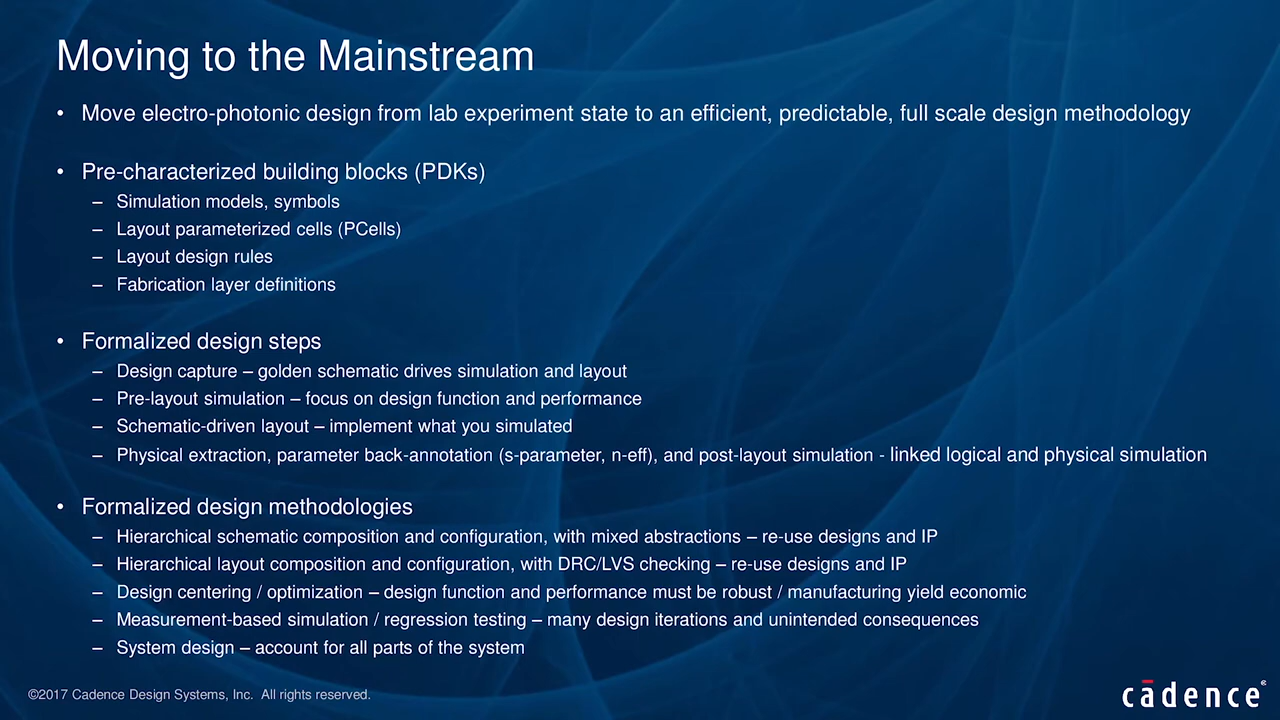 Moving to the Mainstream
• Move electro-photonic design from lab experiment state to an efficient, predictable, full scale design methodology
• Pre-characterized building blocks (PDKs)
– Simulation models, symbols
– Layout parameterized cells (PCells)
– Layout design rules
– Fabrication layer definitions
• Formalized design steps
– Design capture – golden schematic drives simulation and layout
– Pre-layout simulation – focus on design function and performance
– Schematic-driven layout – implement what you simulated
– Physical extraction, parameter back-annotation (s-parameter, n-eff), and post-layout simulation - linked logical and physical simulation
• Formalized design methodologies
– Hierarchical schematic composition and configuration, with mixed abstractions – re-use designs and IP
– Hierarchical layout composition and configuration, with DRC/LVS checking – re-use designs and IP
– Design centering / optimization – design function and performance must be robust / manufacturing yield economic
– Measurement-based simulation / regression testing – many design iterations and unintended consequences
– System design – account for all parts of the system
©2017 Cadence Design Systems, Inc. All rights reserved.
cādence®